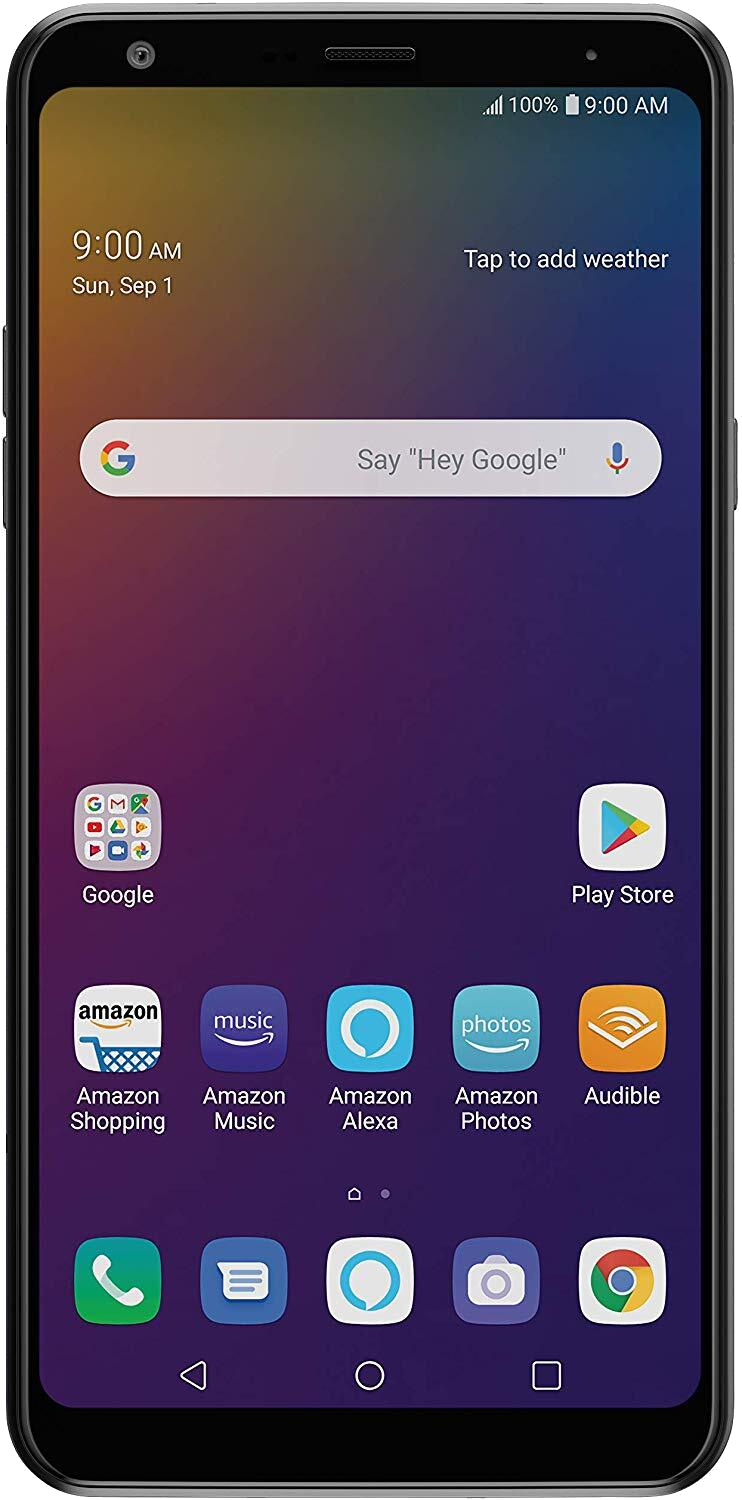 100% 9:00 AM
9:00 AM
Tap to add weather
Sun, Sep 1
Say "Hey Google"
Google
Play Store
amazon
music
photos
Amazon Shopping
Amazon Music
Amazon Alexa
Amazon Photos
Audible